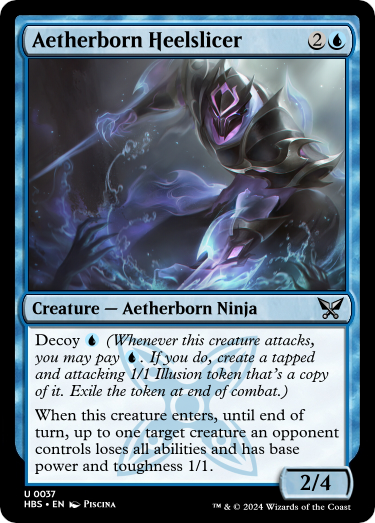 Aetherborn Heelslicer 2
Creature — Aetherborn Ninja
Decoy (Whenever this creature attacks,
you may pay . If you do, create a tapped
and attacking 1/1 Illusion token that's a copy
of it. Exile the token at end of combat.)
When this creature enters, until end of
turn, up to one target creature an opponent
controls loses all abilities and has base
power and toughness 1/1.
2/4
U 0037
HBS • EN Piscina
™ & © 2024 Wizards of the Coast